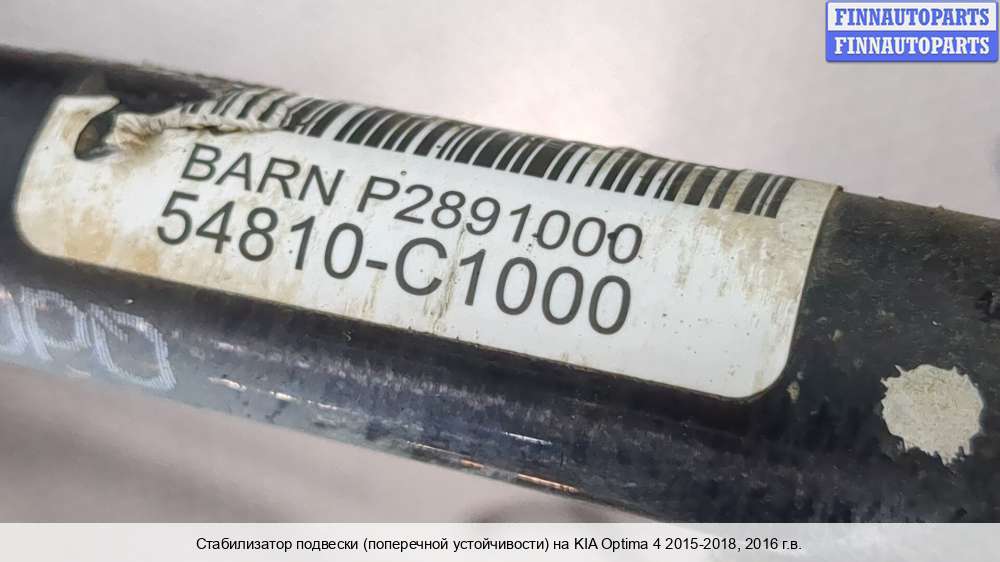 FINNAUTOPARTS
FINNAUTOPARTS
BARN P2891000
54810-C1000
Стабилизатор подвески (поперечной устойчивости) на KIA Optima 4 2015-2018, 2016 г.в.